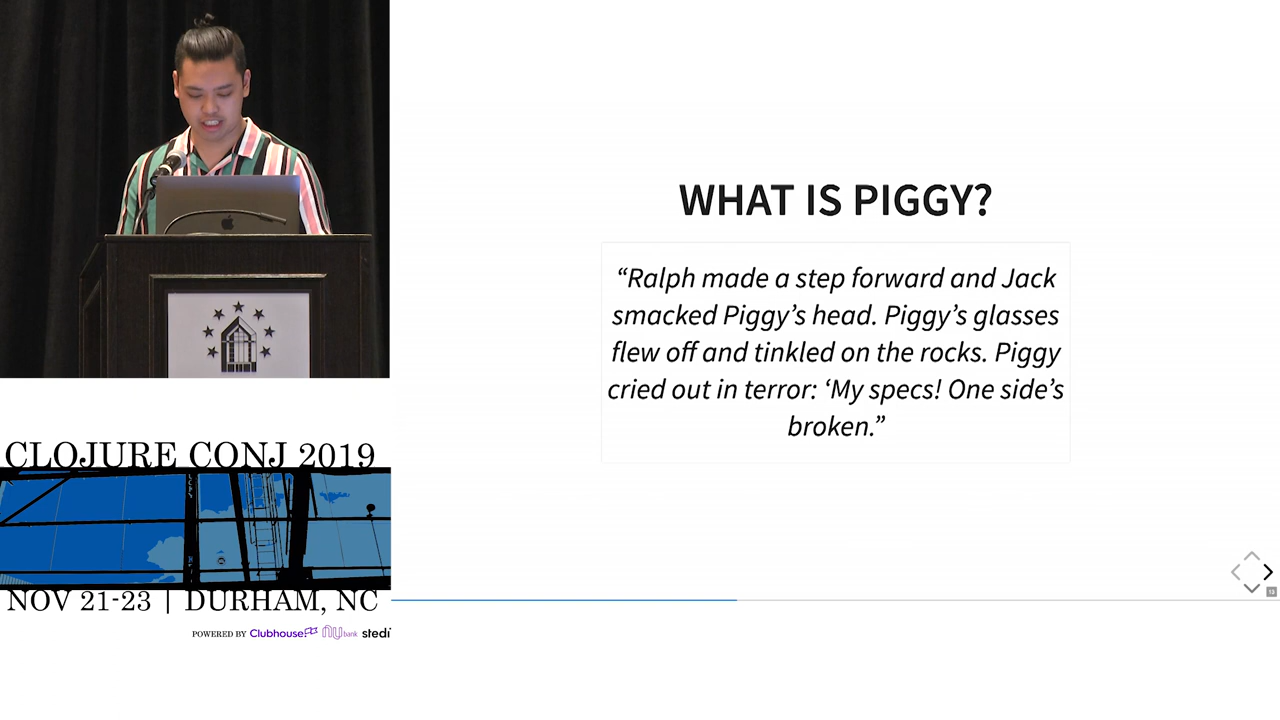 WHAT IS PIGGY?
“Ralph made a step forward and Jack
smacked Piggy’s head. Piggy’s glasses
flew off and tinkled on the rocks. Piggy
cried out in terror: ‘My specs! One side’s
broken.”
CLOJURE CONJ 2019
NOV 21-23 | DURHAM, NC
POWERED BY Clubhouse nu bank stedi
13